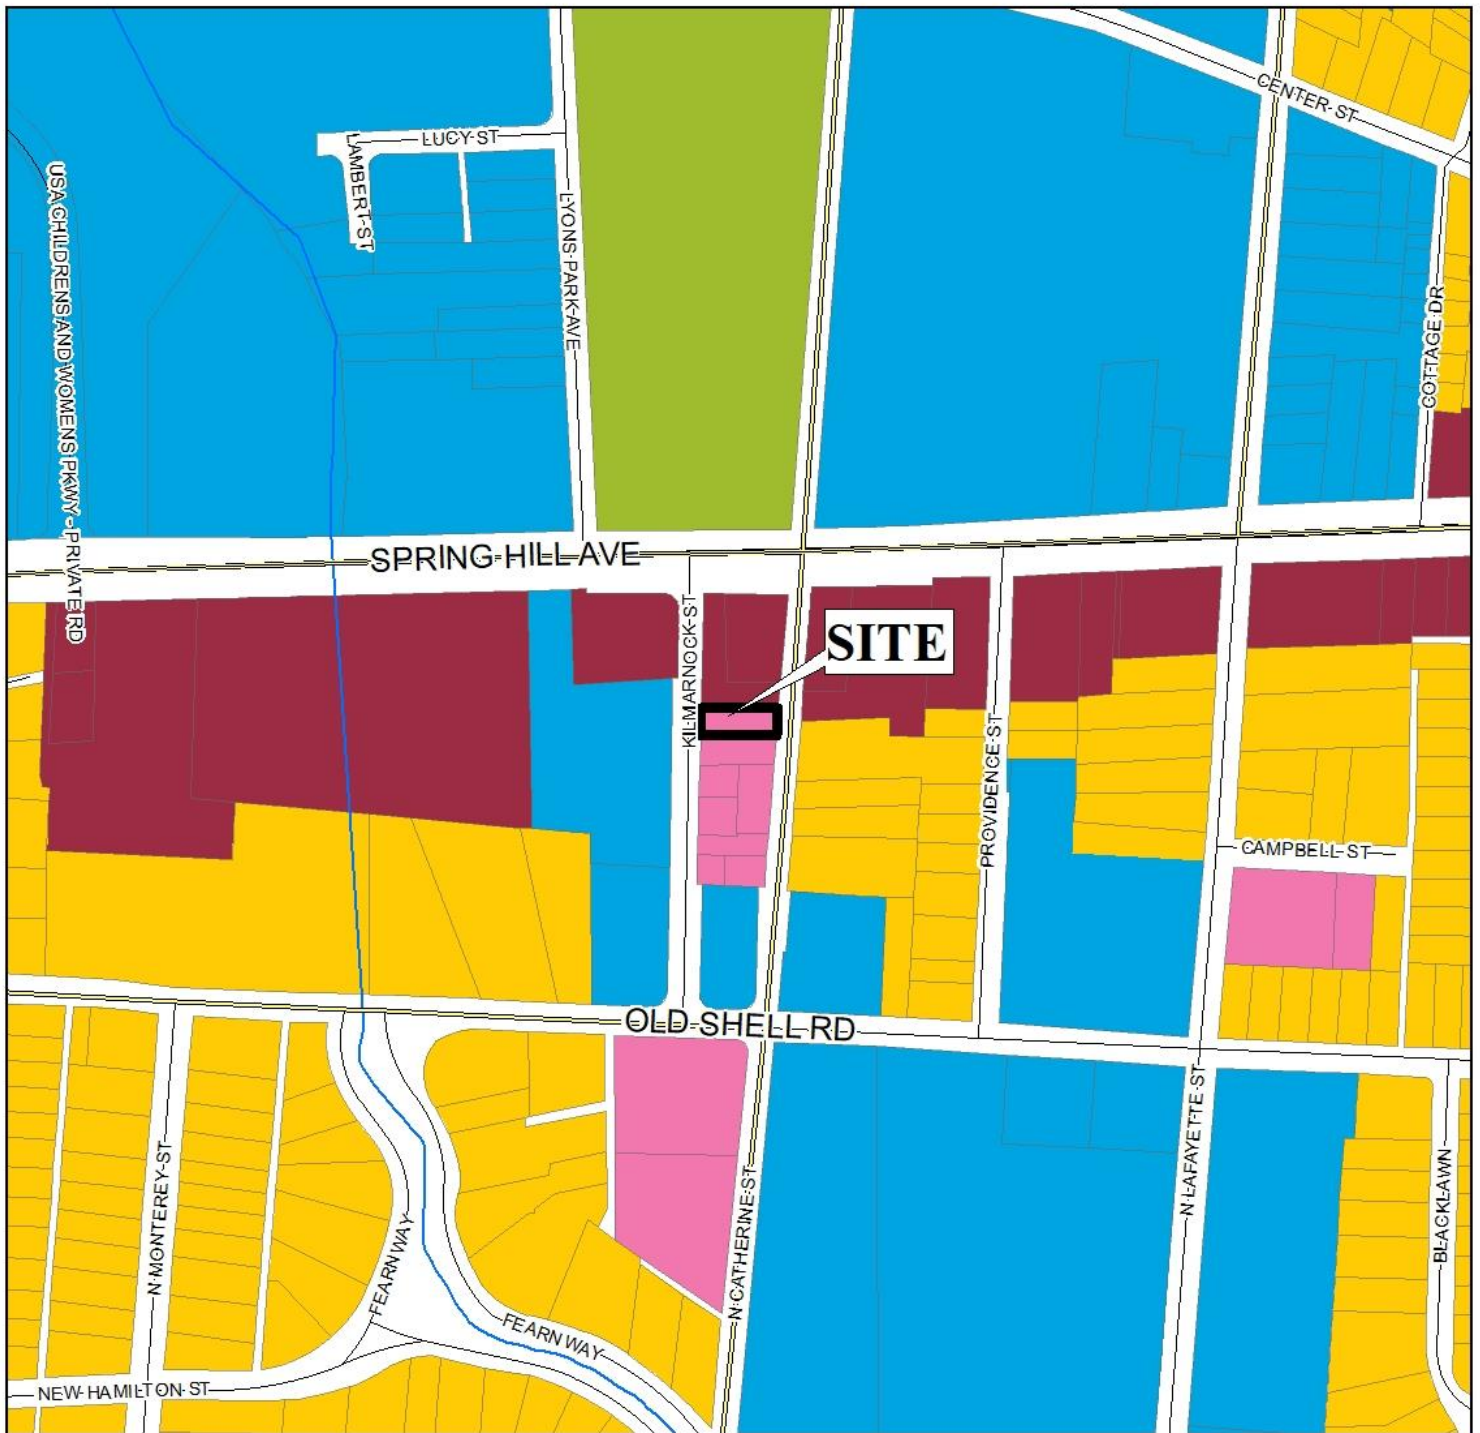 CENTER ST
LUCY ST
LAMBERT ST
USA CHILDRENS AND WOMENS PKWY - PRIVATE RD
LYONS PARK AVE
COTTAGE DR
SPRING HILL AVE
KILMARNOCK ST
SITE
PROVIDENCE ST
CAMPBELL ST
OLD SHELL RD
N MONTEREY ST
FEARNWAY
N CATHERINE ST
N LAFAYETTE ST
BLACKLAWN
FEARN WAY
NEW HAMILTON ST